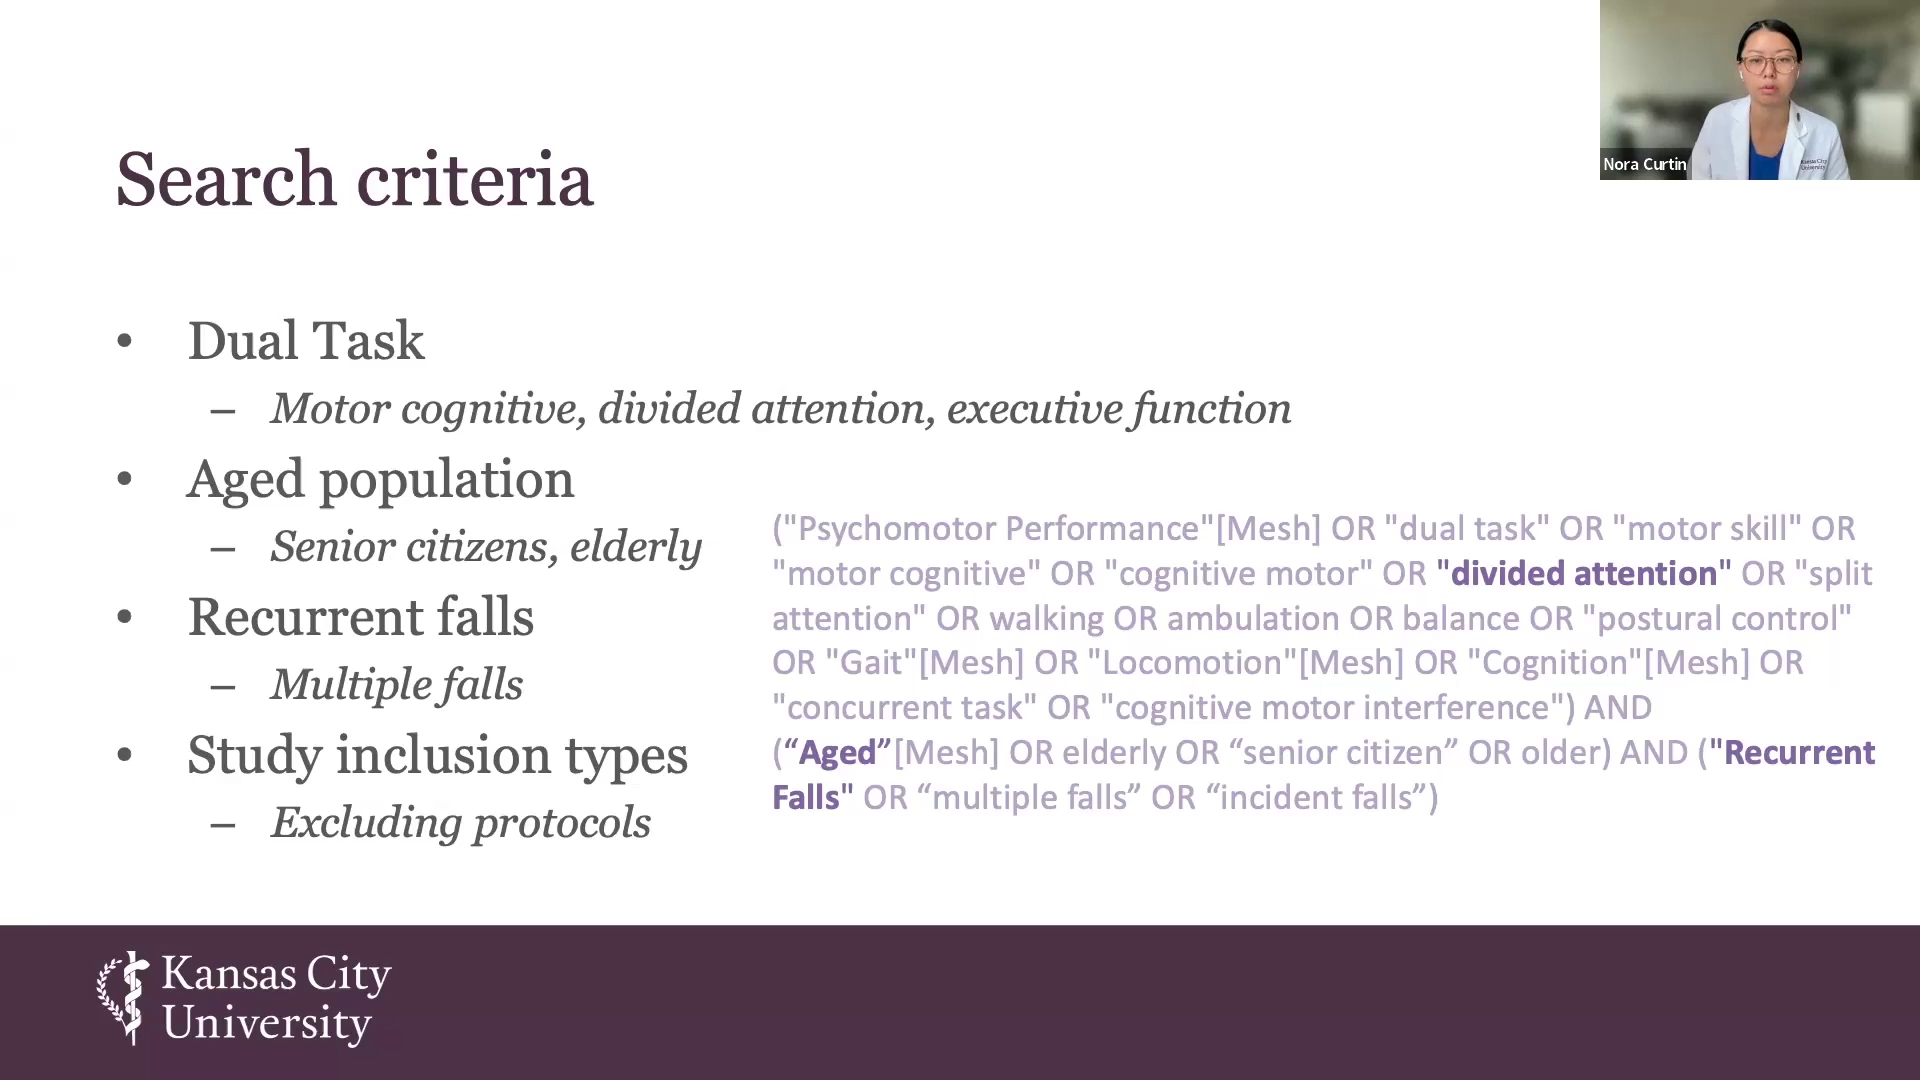 Search criteria
• Dual Task
– Motor cognitive, divided attention, executive function
• Aged population
– Senior citizens, elderly
• Recurrent falls
– Multiple falls
• Study inclusion types
– Excluding protocols
("Psychomotor Performance"[Mesh] OR "dual task" OR "motor skill" OR
"motor cognitive" OR "cognitive motor" OR "divided attention" OR "split
attention" OR walking OR ambulation OR balance OR "postural control"
OR "Gait"[Mesh] OR "Locomotion"[Mesh] OR "Cognition"[Mesh] OR
"concurrent task" OR "cognitive motor interference") AND
(“Aged”[Mesh] OR elderly OR “senior citizen” OR older) AND ("Recurrent
Falls" OR “multiple falls” OR “incident falls”)
Nora Curtin
Kansas City
University
Kansas City
University